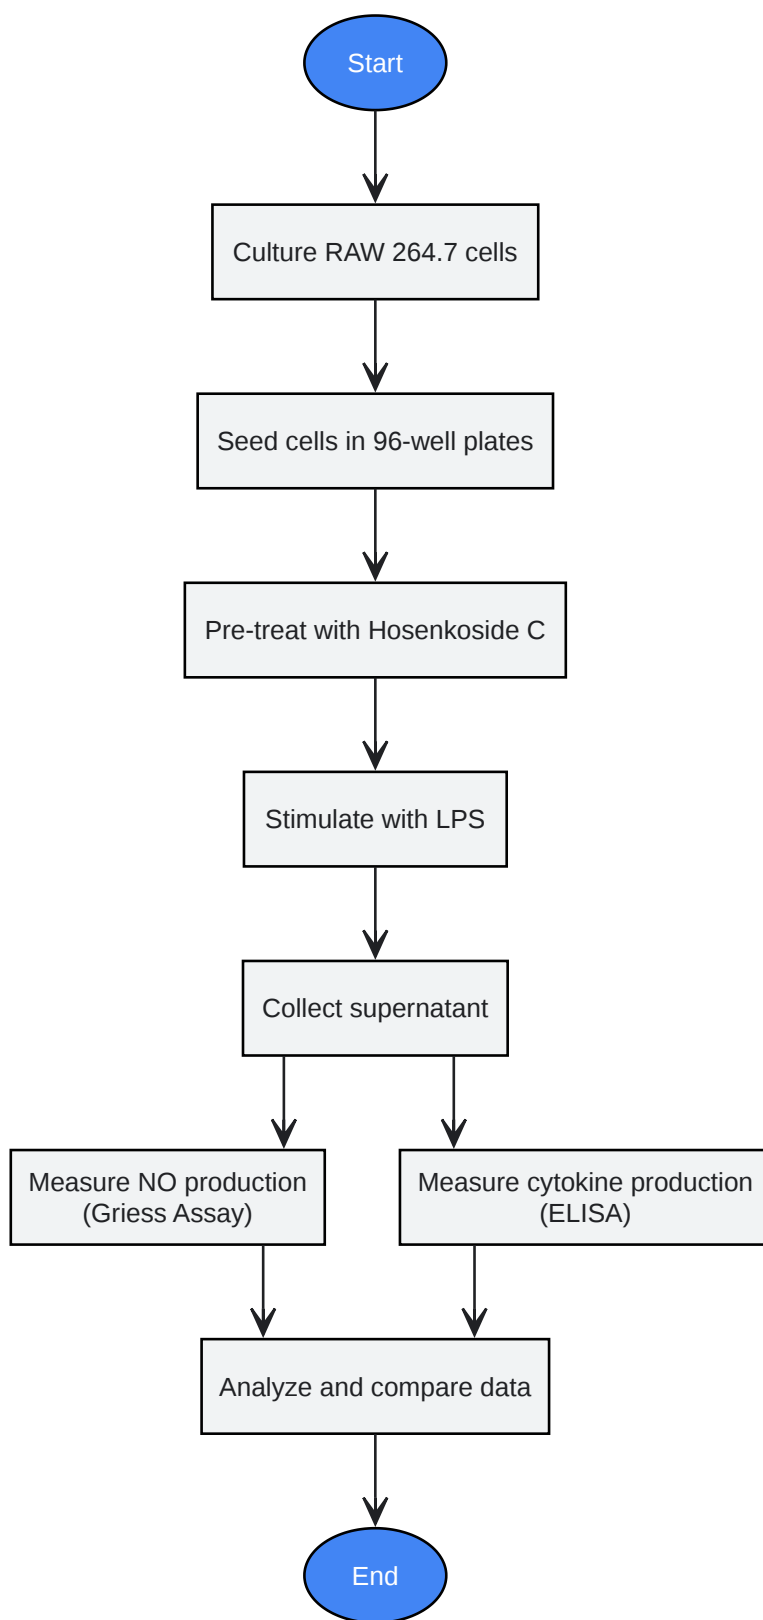 Start
Culture RAW 264.7 cells
Seed cells in 96-well plates
Pre-treat with Hosenkoside C
Stimulate with LPS
Collect supernatant
Measure NO production
(Griess Assay)
Measure cytokine production
(ELISA)
Analyze and compare data
End